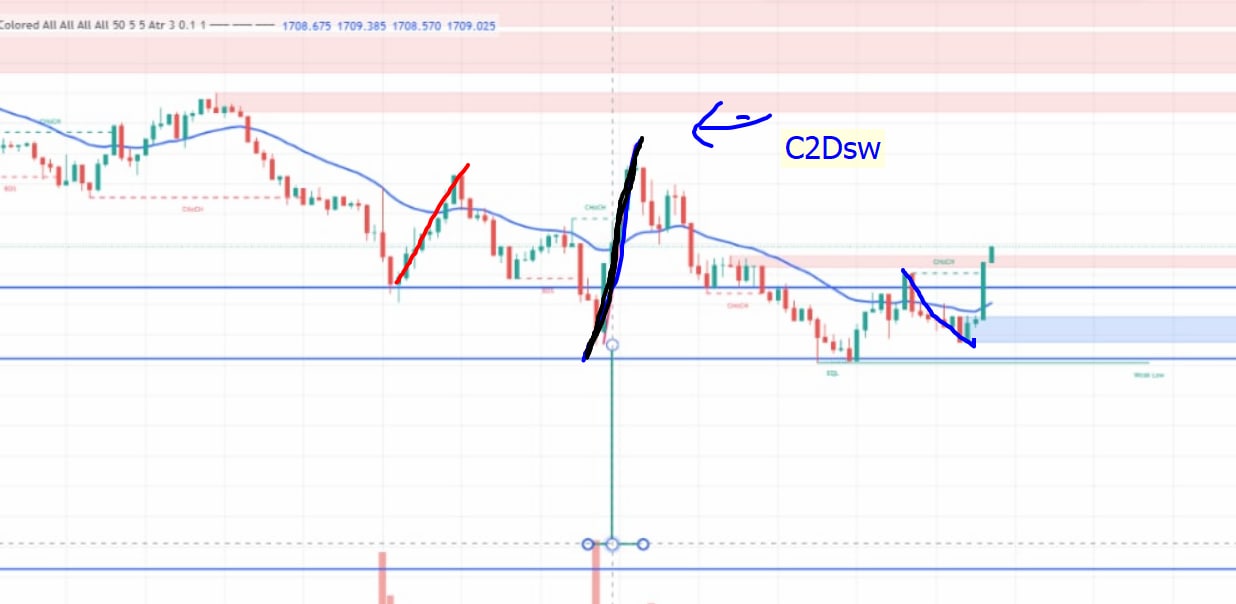 Colored All All All All 50 5 5 Atr 3 0.1 1 1708.675 1709.385 1708.570 1709.025
C2Dsw
CHoCH
BOS
CHoCH
CHoCH
BOS
CHoCH
CHoCH
EQL
Weak Low